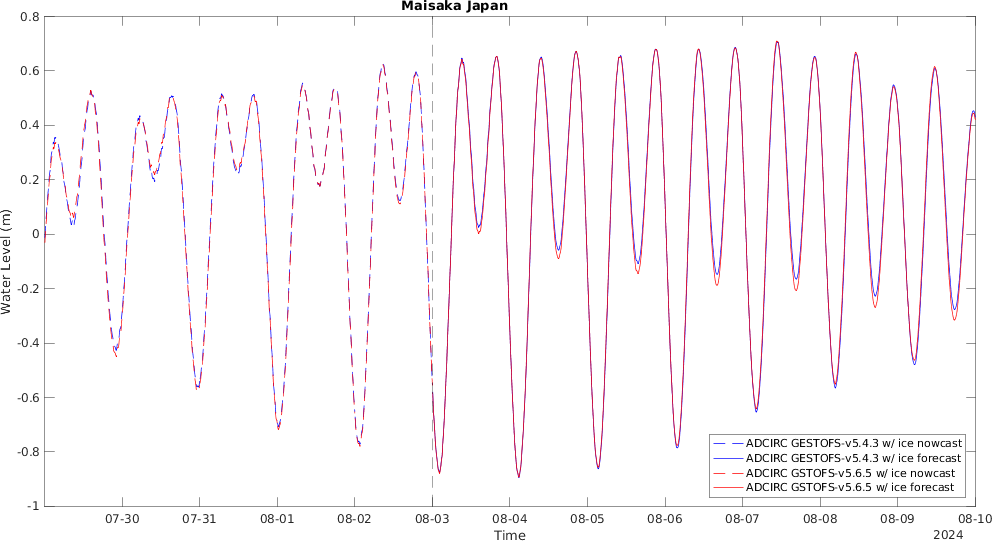 Maisaka Japan
0.8
0.6
0.4
0.2
0
-0.2
-0.4
-0.6
-0.8
-1
Water Level (m)
ADCIRC GESTOFS-v5.4.3 w/ ice nowcast
ADCIRC GESTOFS-v5.4.3 w/ ice forecast
ADCIRC GSTOFS-v5.6.5 w/ ice nowcast
ADCIRC GSTOFS-v5.6.5 w/ ice forecast
07-30 07-31 08-01 08-02 08-03 08-04 08-05 08-06 08-07 08-08 08-09 08-10
Time
2024